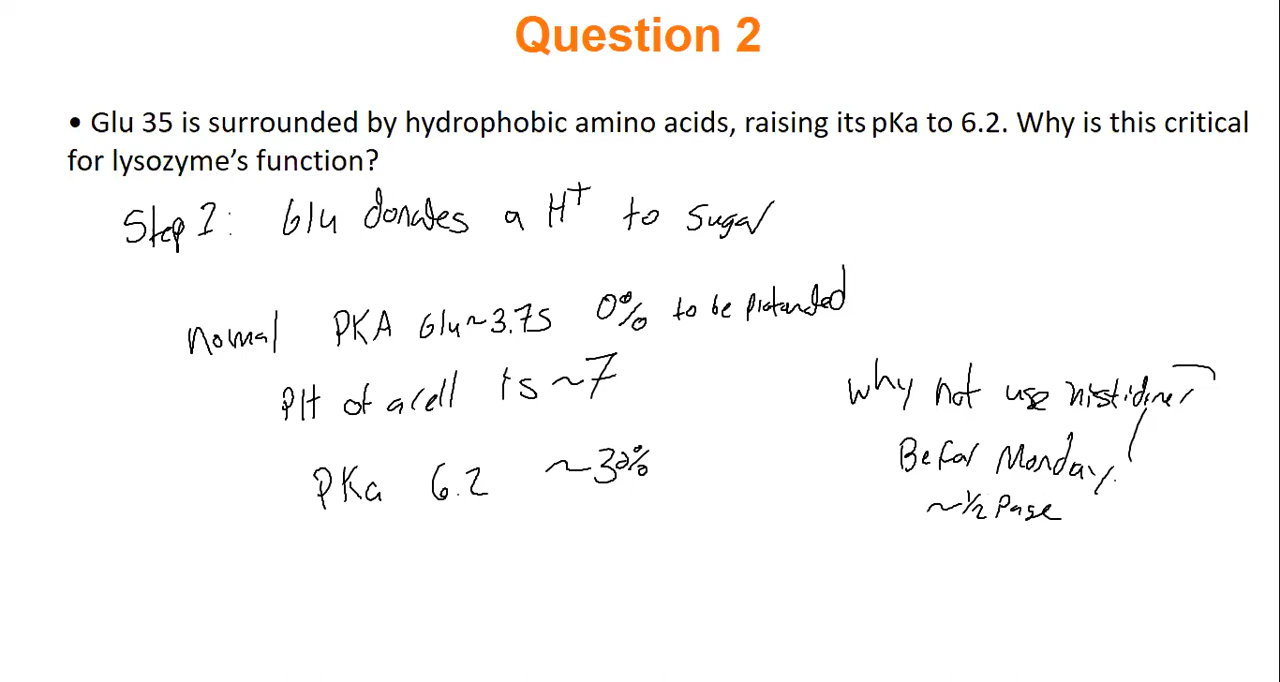 Question 2
• Glu 35 is surrounded by hydrophobic amino acids, raising its pKa to 6.2. Why is this critical
for lysozyme's function?
Step 1: Glu donates a H+ to sugar
Normal PKA Glu ~3.75 0% to be protanated
PH of a cell is ~7
PKa 6.2 ~30%
Why not use histidine?
Befor Monday!
~1/2 Page